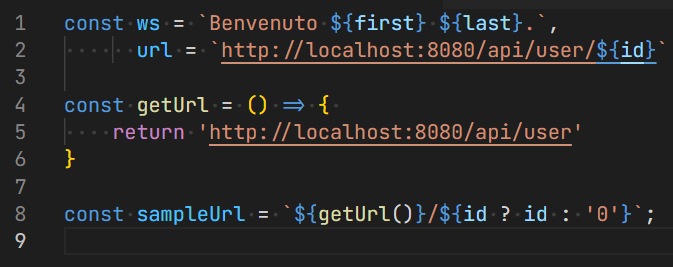 1 const ws = `Benvenuto ${first} ${last}.`,
2       url = `http://localhost:8080/api/user/${id}`
3
4 const getUrl = () => {
5     return 'http://localhost:8080/api/user'
6 }
7
8 const sampleUrl = `${getUrl()}/${id ? id : '0'}`;
9